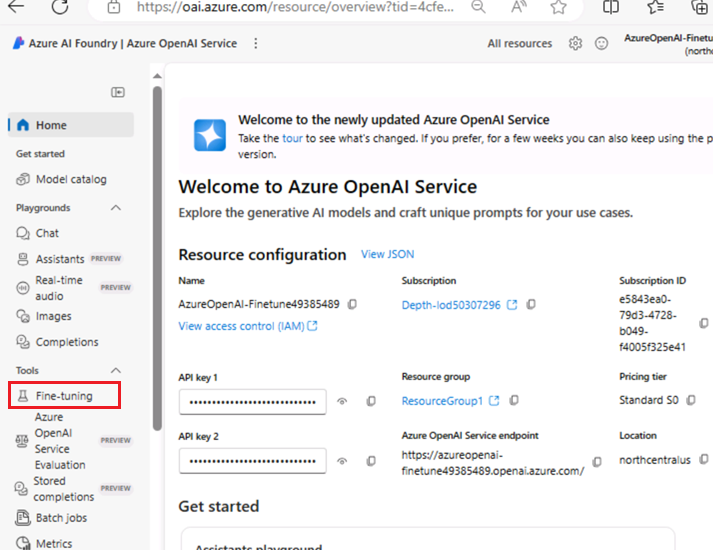 https://oai.azure.com/resource/overview?tid=4cfe...
Azure AI Foundry | Azure OpenAI Service
All resources
AzureOpenAI-Finetu
(north
Home
Get started
Model catalog
Playgrounds
Chat
Assistants PREVIEW
Real-time
audio
PREVIEW
Images
Completions
Tools
Fine-tuning
Azure
OpenAI
Service
Evaluation
PREVIEW
Stored
completions
PREVIEW
Batch jobs
Metrics
Welcome to the newly updated Azure OpenAI Service
Take the tour to see what's changed. If you prefer, for a few weeks you can also keep using the p
version.
Welcome to Azure OpenAI Service
Explore the generative AI models and craft unique prompts for your use cases.
Resource configuration View JSON
Name
AzureOpenAI-Finetune49385489
View access control (IAM)
Subscription
Depth-lod50307296
Subscription ID
e5843ea0-
79d3-4728-
b049-
f4005f325e41
API key 1
••••••••••••••••••••••••••••
Resource group
ResourceGroup1
Pricing tier
Standard S0
API key 2
••••••••••••••••••••••••••••
Azure OpenAI Service endpoint
https://azureopenai-
finetune49385489.openai.azure.com/
Location
northcentralus
Get started
Assistants playground